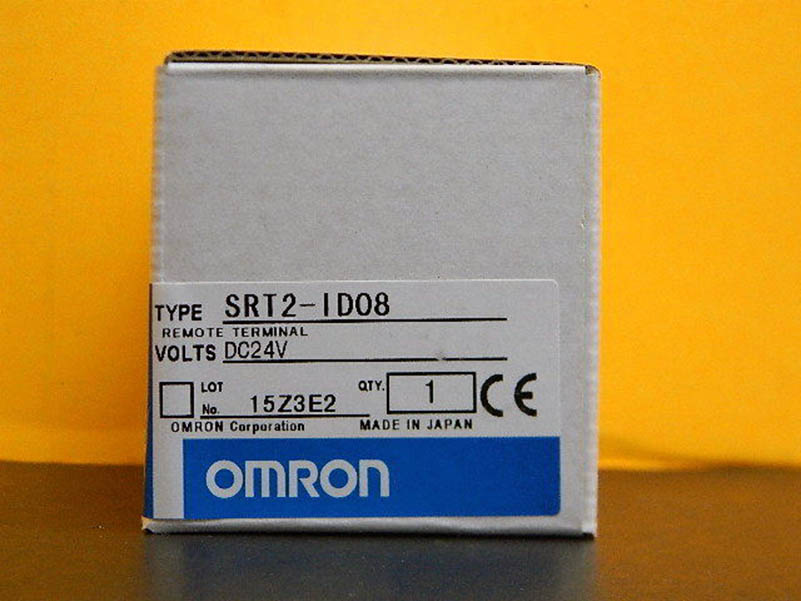 TYPE SRT2-ID08
REMOTE TERMINAL
VOLTS DC24V
LOT No. 15Z3E2 QTY. 1 CE
OMRON Corporation MADE IN JAPAN
OMRON